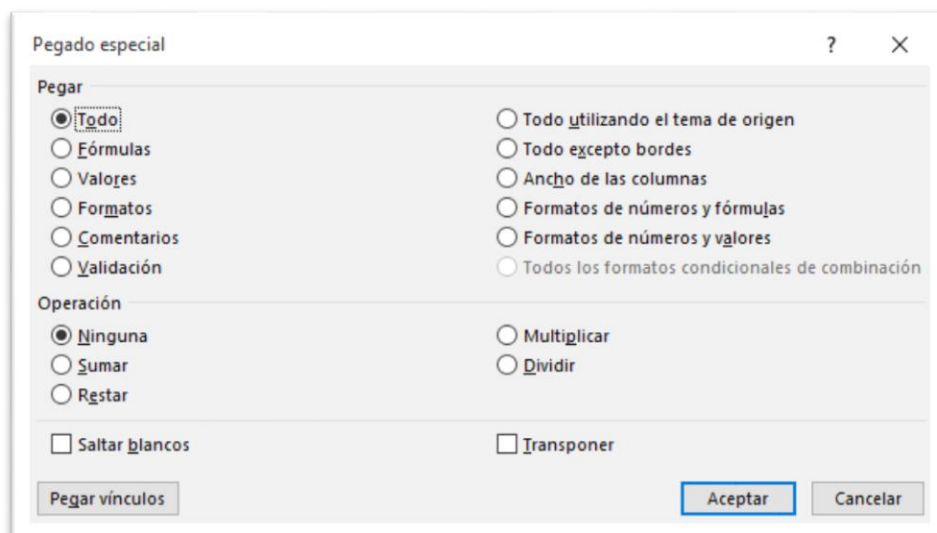 Pegado especial ? ×
Pegar
Todo
Todo utilizando el tema de origen
Fórmulas
Todo excepto bordes
Valores
Ancho de las columnas
Formatos
Formatos de números y fórmulas
Comentarios
Formatos de números y valores
Validación
Todos los formatos condicionales de combinación
Operación
Ninguna
Multiplicar
Sumar
Dividir
Restar
Saltar blancos
Transponer
Pegar vínculos
Aceptar
Cancelar